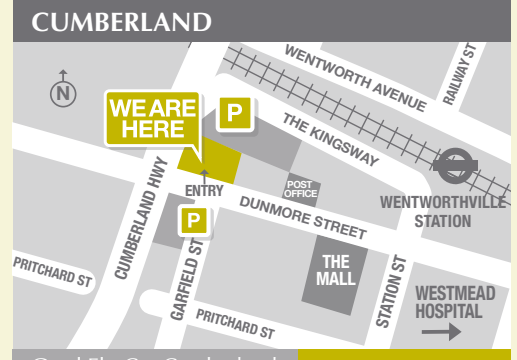 CUMBERLAND
WENTWORTH AVENUE
RAILWAY ST
N
WE ARE
HERE
P
THE KINGSWAY
ENTRY
POST
OFFICE
WENTWORTHVILLE
STATION
CUMBERLAND HWY
P
DUNMORE STREET
GARFIELD ST
THE
MALL
STATION ST
PRITCHARD ST
WESTMEAD
HOSPITAL
PRITCHARD ST